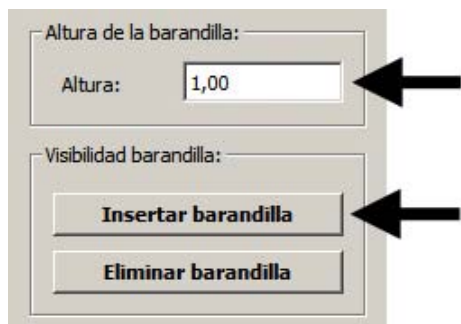 Altura de la barandilla:
Altura: 1,00
Visibilidad barandilla:
Insertar barandilla
Eliminar barandilla